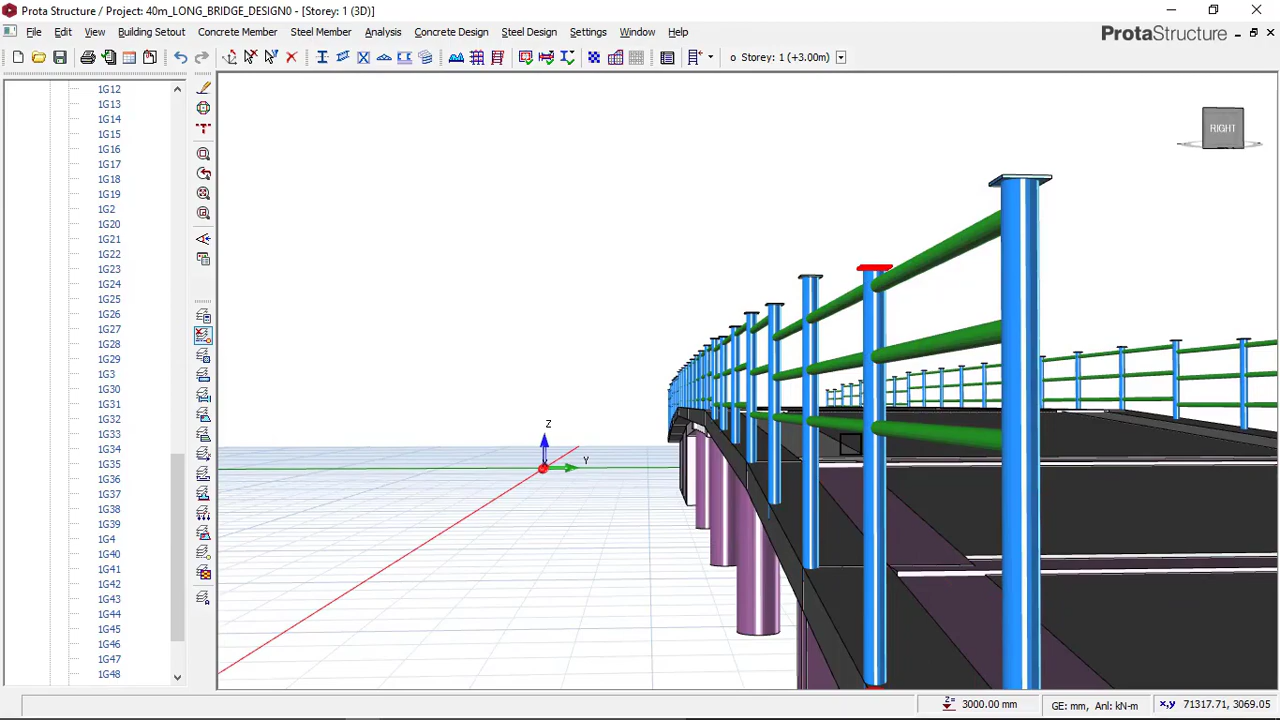 Prota Structure / Project: 40m_LONG_BRIDGE_DESIGN0 - [Storey: 1 (3D)]
File Edit View Building Setout Concrete Member Steel Member Analysis Concrete Design Steel Design Settings Window Help
ProtaStructure
o Storey: 1 (+3.00m)
1G12
1G13
1G14
1G15
1G16
1G17
1G18
1G19
1G2
1G20
1G21
1G22
1G23
1G24
1G25
1G26
1G27
1G28
1G29
1G3
1G30
1G31
1G32
1G33
1G34
1G35
1G36
1G37
1G38
1G39
1G4
1G40
1G41
1G42
1G43
1G44
1G45
1G46
1G47
1G48
RIGHT
Z
Y
Z= 3000.00 mm
GE: mm, Anl: kN-m
x,y 71317.71, 3069.05